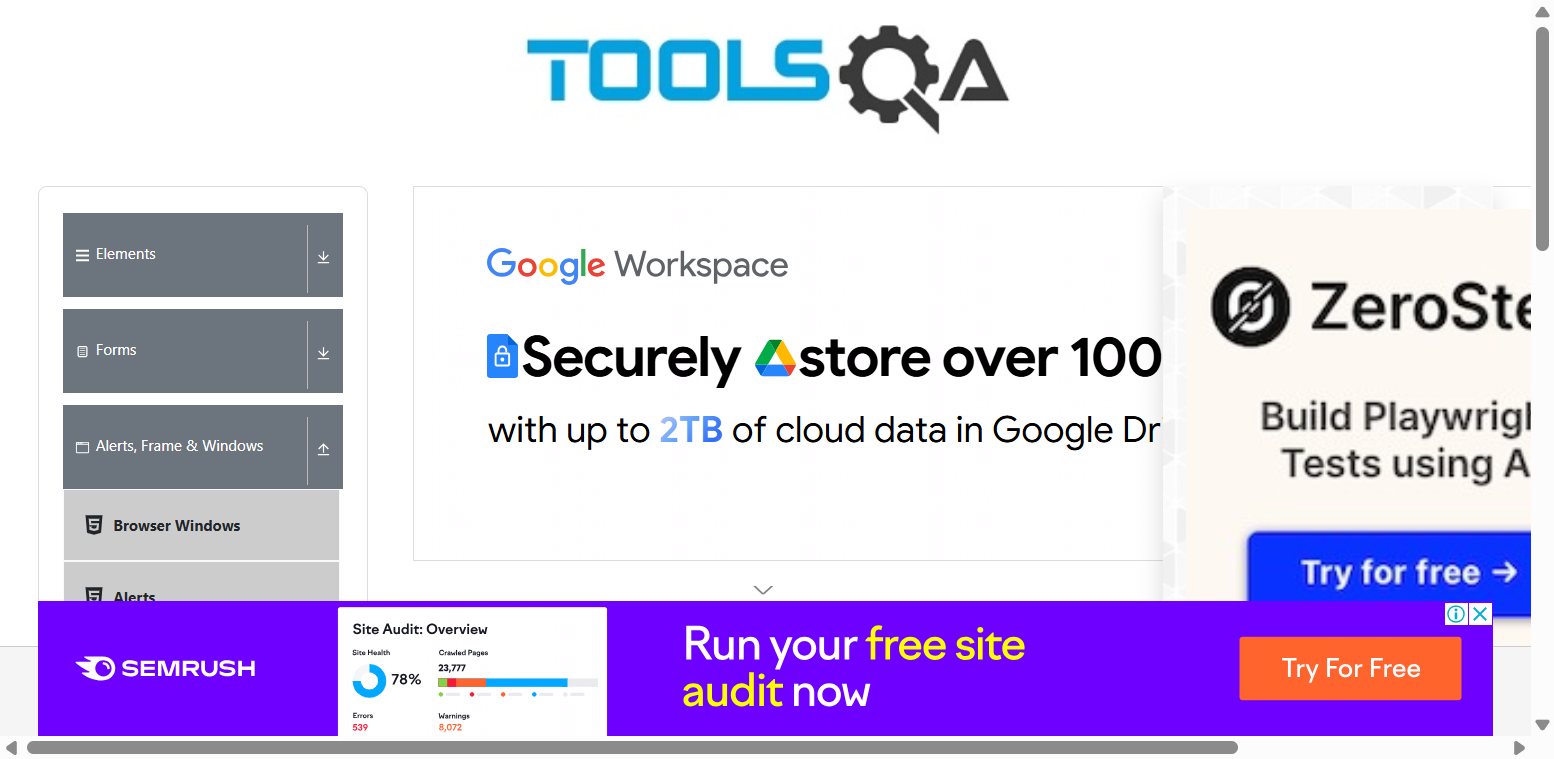 TOOLSQA
Elements
Forms
Alerts, Frame & Windows
Browser Windows
Alerts
Google Workspace
Securely store over 100
with up to 2TB of cloud data in Google Dr
ZeroSte
Build Playwrigh
Tests using A
Try for free →
SEMRUSH
Site Audit: Overview
Site Health
78%
Crawled Pages
23,777
Errors
539
Warnings
8,072
Run your free site
audit now
Try For Free